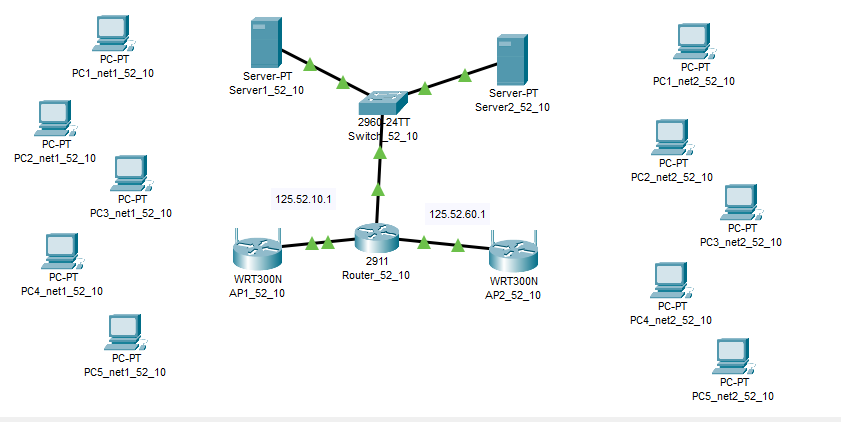 PC-PT
PC1_net1_52_10
Server-PT
Server1_52_10
Server-PT
Server2_52_10
PC-PT
PC1_net2_52_10
2960-24TT
Switch_52_10
PC-PT
PC2_net1_52_10
PC-PT
PC2_net2_52_10
PC-PT
PC3_net1_52_10
125.52.10.1
125.52.60.1
PC-PT
PC3_net2_52_10
2911
Router_52_10
PC-PT
PC4_net1_52_10
WRT300N
AP1_52_10
WRT300N
AP2_52_10
PC-PT
PC4_net2_52_10
PC-PT
PC5_net1_52_10
PC-PT
PC5_net2_52_10